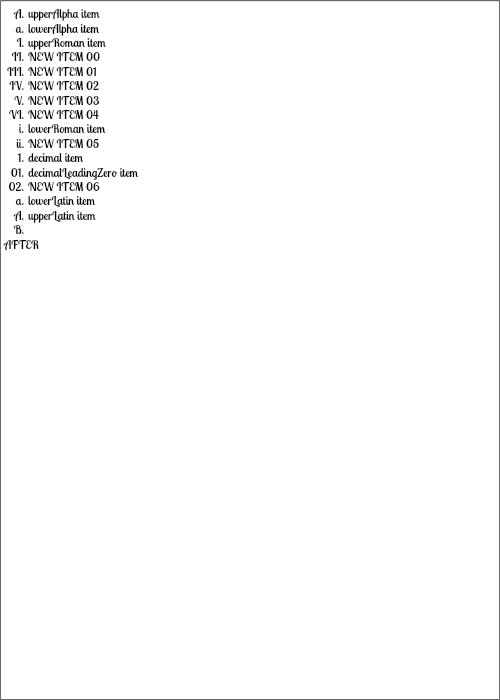 A. upperAlpha item
a. lowerAlpha item
I. upperRoman item
II. NEW ITEM 00
III. NEW ITEM 01
IV. NEW ITEM 02
V. NEW ITEM 03
VI. NEW ITEM 04
i. lowerRoman item
ii. NEW ITEM 05
1. decimal item
01. decimalLeadingZero item
02. NEW ITEM 06
a. lowerLatin item
A. upperLatin item
B.
AFTER